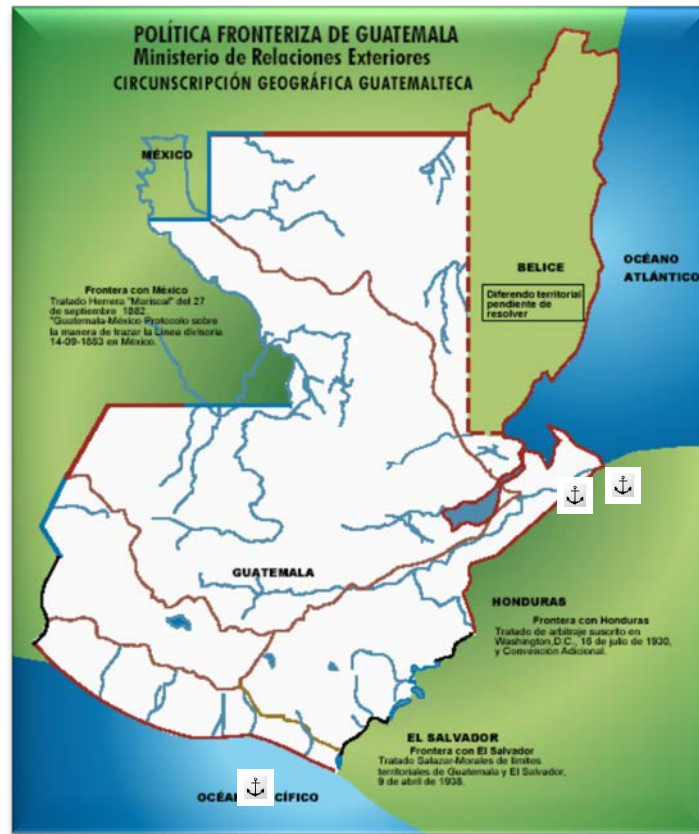 POLÍTICA FRONTERIZA DE GUATEMALA
Ministerio de Relaciones Exteriores
CIRCUNSCRIPCIÓN GEOGRÁFICA GUATEMALTECA
MÉXICO
BELICE
OCÉANO
ATLÁNTICO
Diferendo territorial
pendiente de
resolver
Frontera con México
Tratado Herrera "Mariscal" del 27
de septiembre 1882.
"Guatemala-México Protocolo sobre
la manera de trazar la Línea divisoria
14-09-1883 en México.
GUATEMALA
HONDURAS
Frontera con Honduras
Tratado de arbitraje suscrito en
Washington,D.C., 16 de julio de 1930,
y Convención Adicional.
EL SALVADOR
Frontera con El Salvador
Tratado Salazar-Morales de límites
territoriales de Guatemala y El Salvador,
9 de abril de 1938.